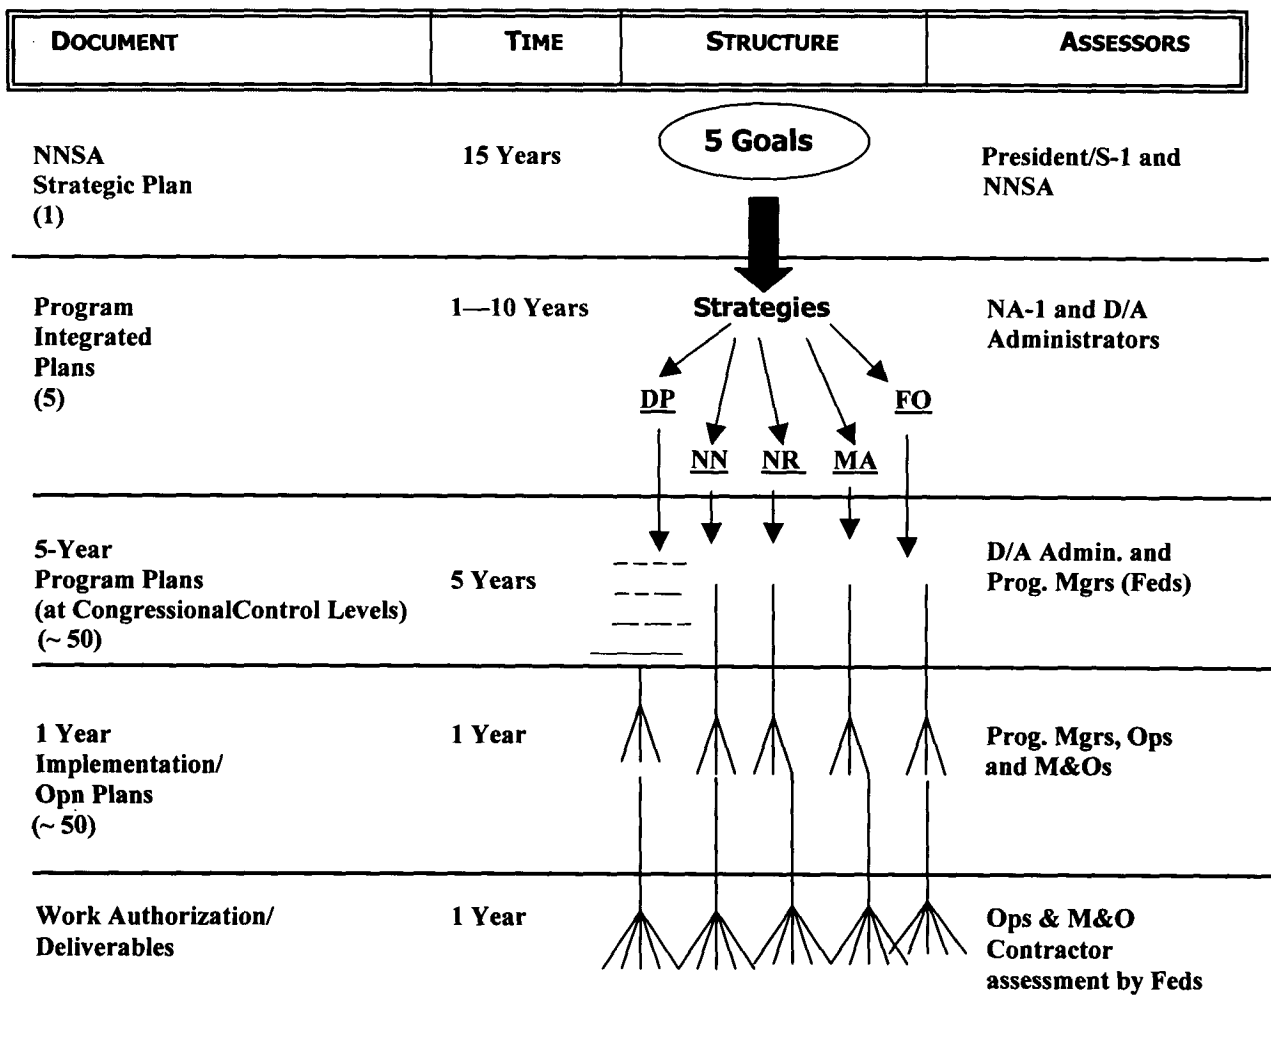 DOCUMENT TIME STRUCTURE ASSESSORS
NNSA
Strategic Plan
(1)
15 Years
5 Goals
President/S-1 and
NNSA
Program
Integrated
Plans
(5)
1—10 Years
Strategies
DP
NN
NR
MA
FO
NA-1 and D/A
Administrators
5-Year
Program Plans
(at CongressionalControl Levels)
(~ 50)
5 Years
D/A Admin. and
Prog. Mgrs (Feds)
1 Year
Implementation/
Opn Plans
(~ 50)
1 Year
Prog. Mgrs, Ops
and M&Os
Work Authorization/
Deliverables
1 Year
Ops & M&O
Contractor
assessment by Feds